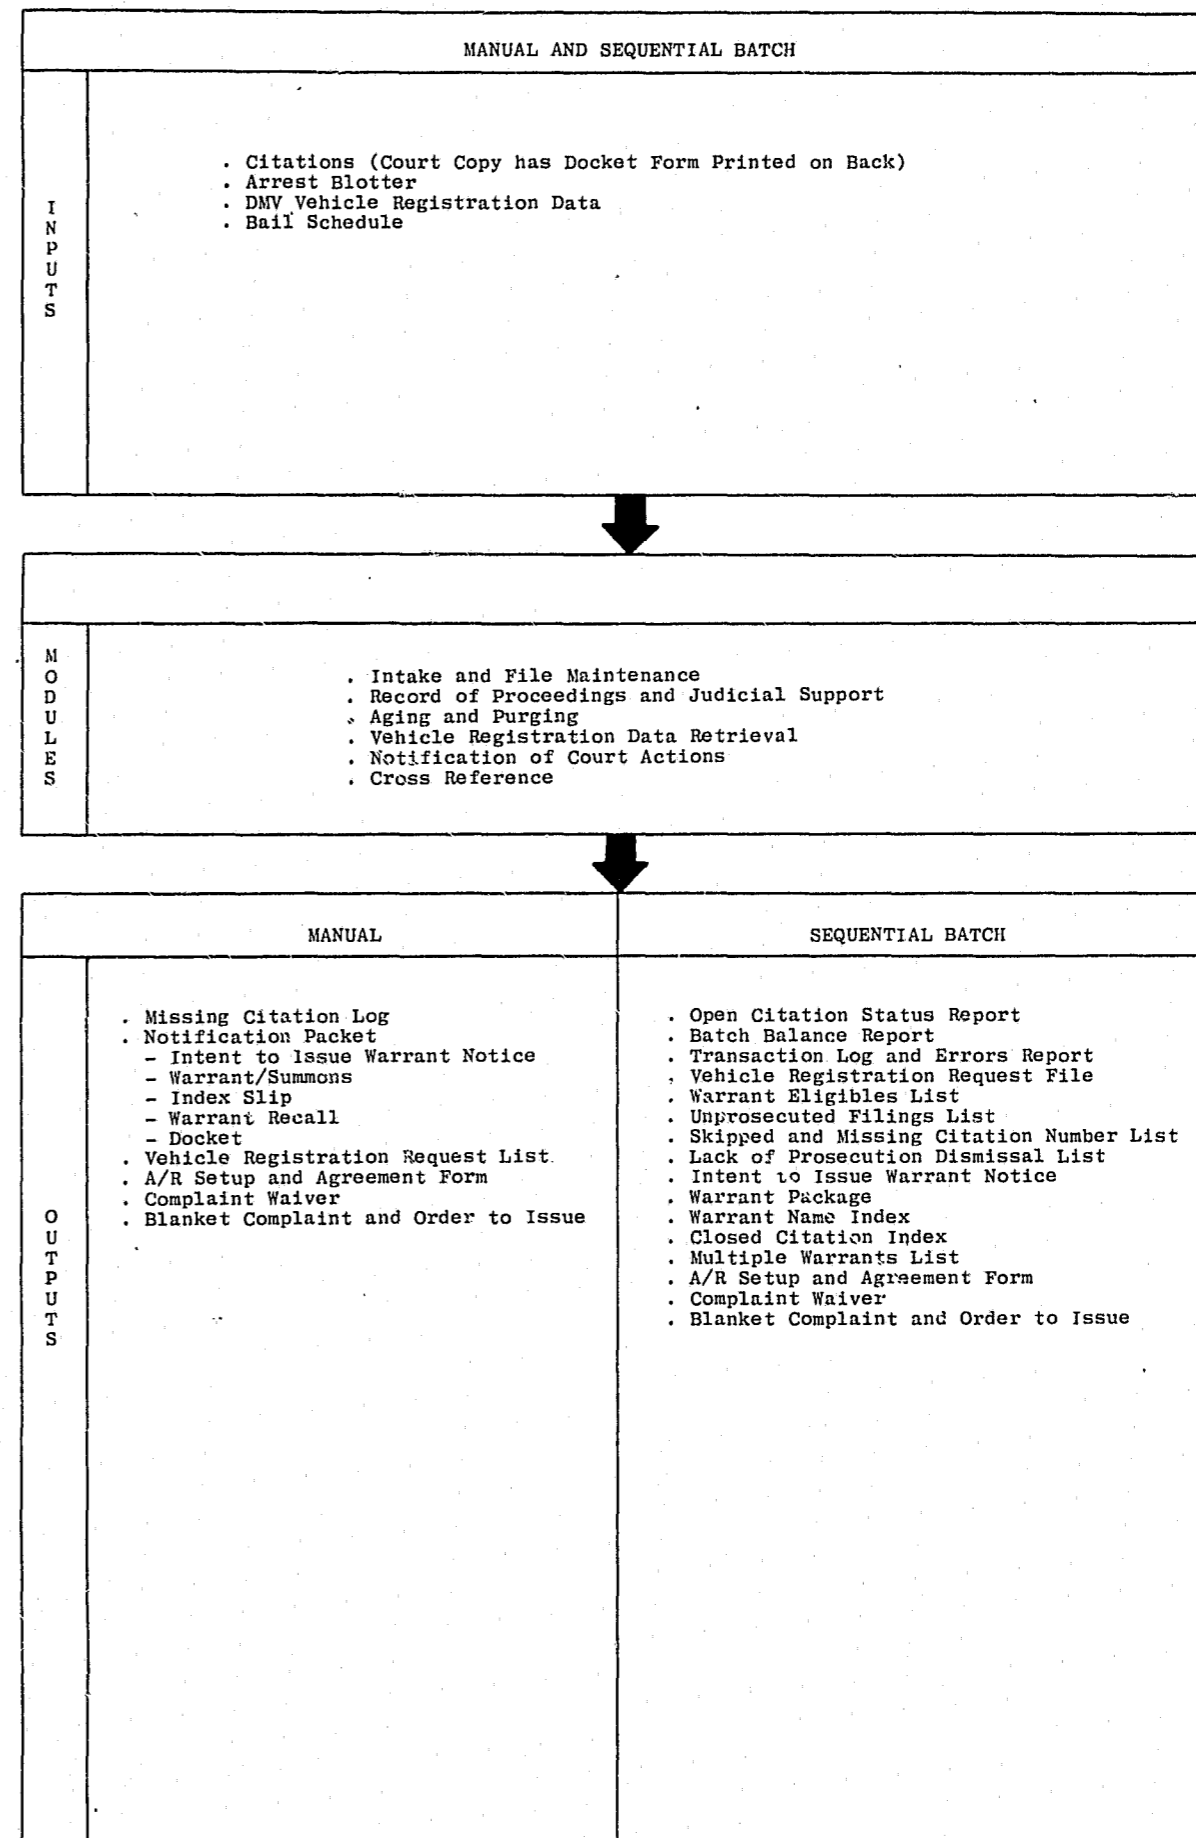 MANUAL AND SEQUENTIAL BATCH
INPUTS
. Citations (Court Copy has Docket Form Printed on Back)
. Arrest Blotter
. DMV Vehicle Registration Data
. Bail Schedule
MODULES
. Intake and File Maintenance
. Record of Proceedings and Judicial Support
. Aging and Purging
. Vehicle Registration Data Retrieval
. Notification of Court Actions
. Cross Reference
OUTPUTS
MANUAL
. Missing Citation Log
. Notification Packet
- Intent to Issue Warrant Notice
- Warrant/Summons
- Index Slip
- Warrant Recall
- Docket
. Vehicle Registration Request List
. A/R Setup and Agreement Form
. Complaint Waiver
. Blanket Complaint and Order to Issue
SEQUENTIAL BATCH
. Open Citation Status Report
. Batch Balance Report
. Transaction Log and Errors Report
. Vehicle Registration Request File
. Warrant Eligibles List
. Unprosecuted Filings List
. Skipped and Missing Citation Number List
. Lack of Prosecution Dismissal List
. Intent to Issue Warrant Notice
. Warrant Package
. Warrant Name Index
. Closed Citation Index
. Multiple Warrants List
. A/R Setup and Agreement Form
. Complaint Waiver
. Blanket Complaint and Order to Issue